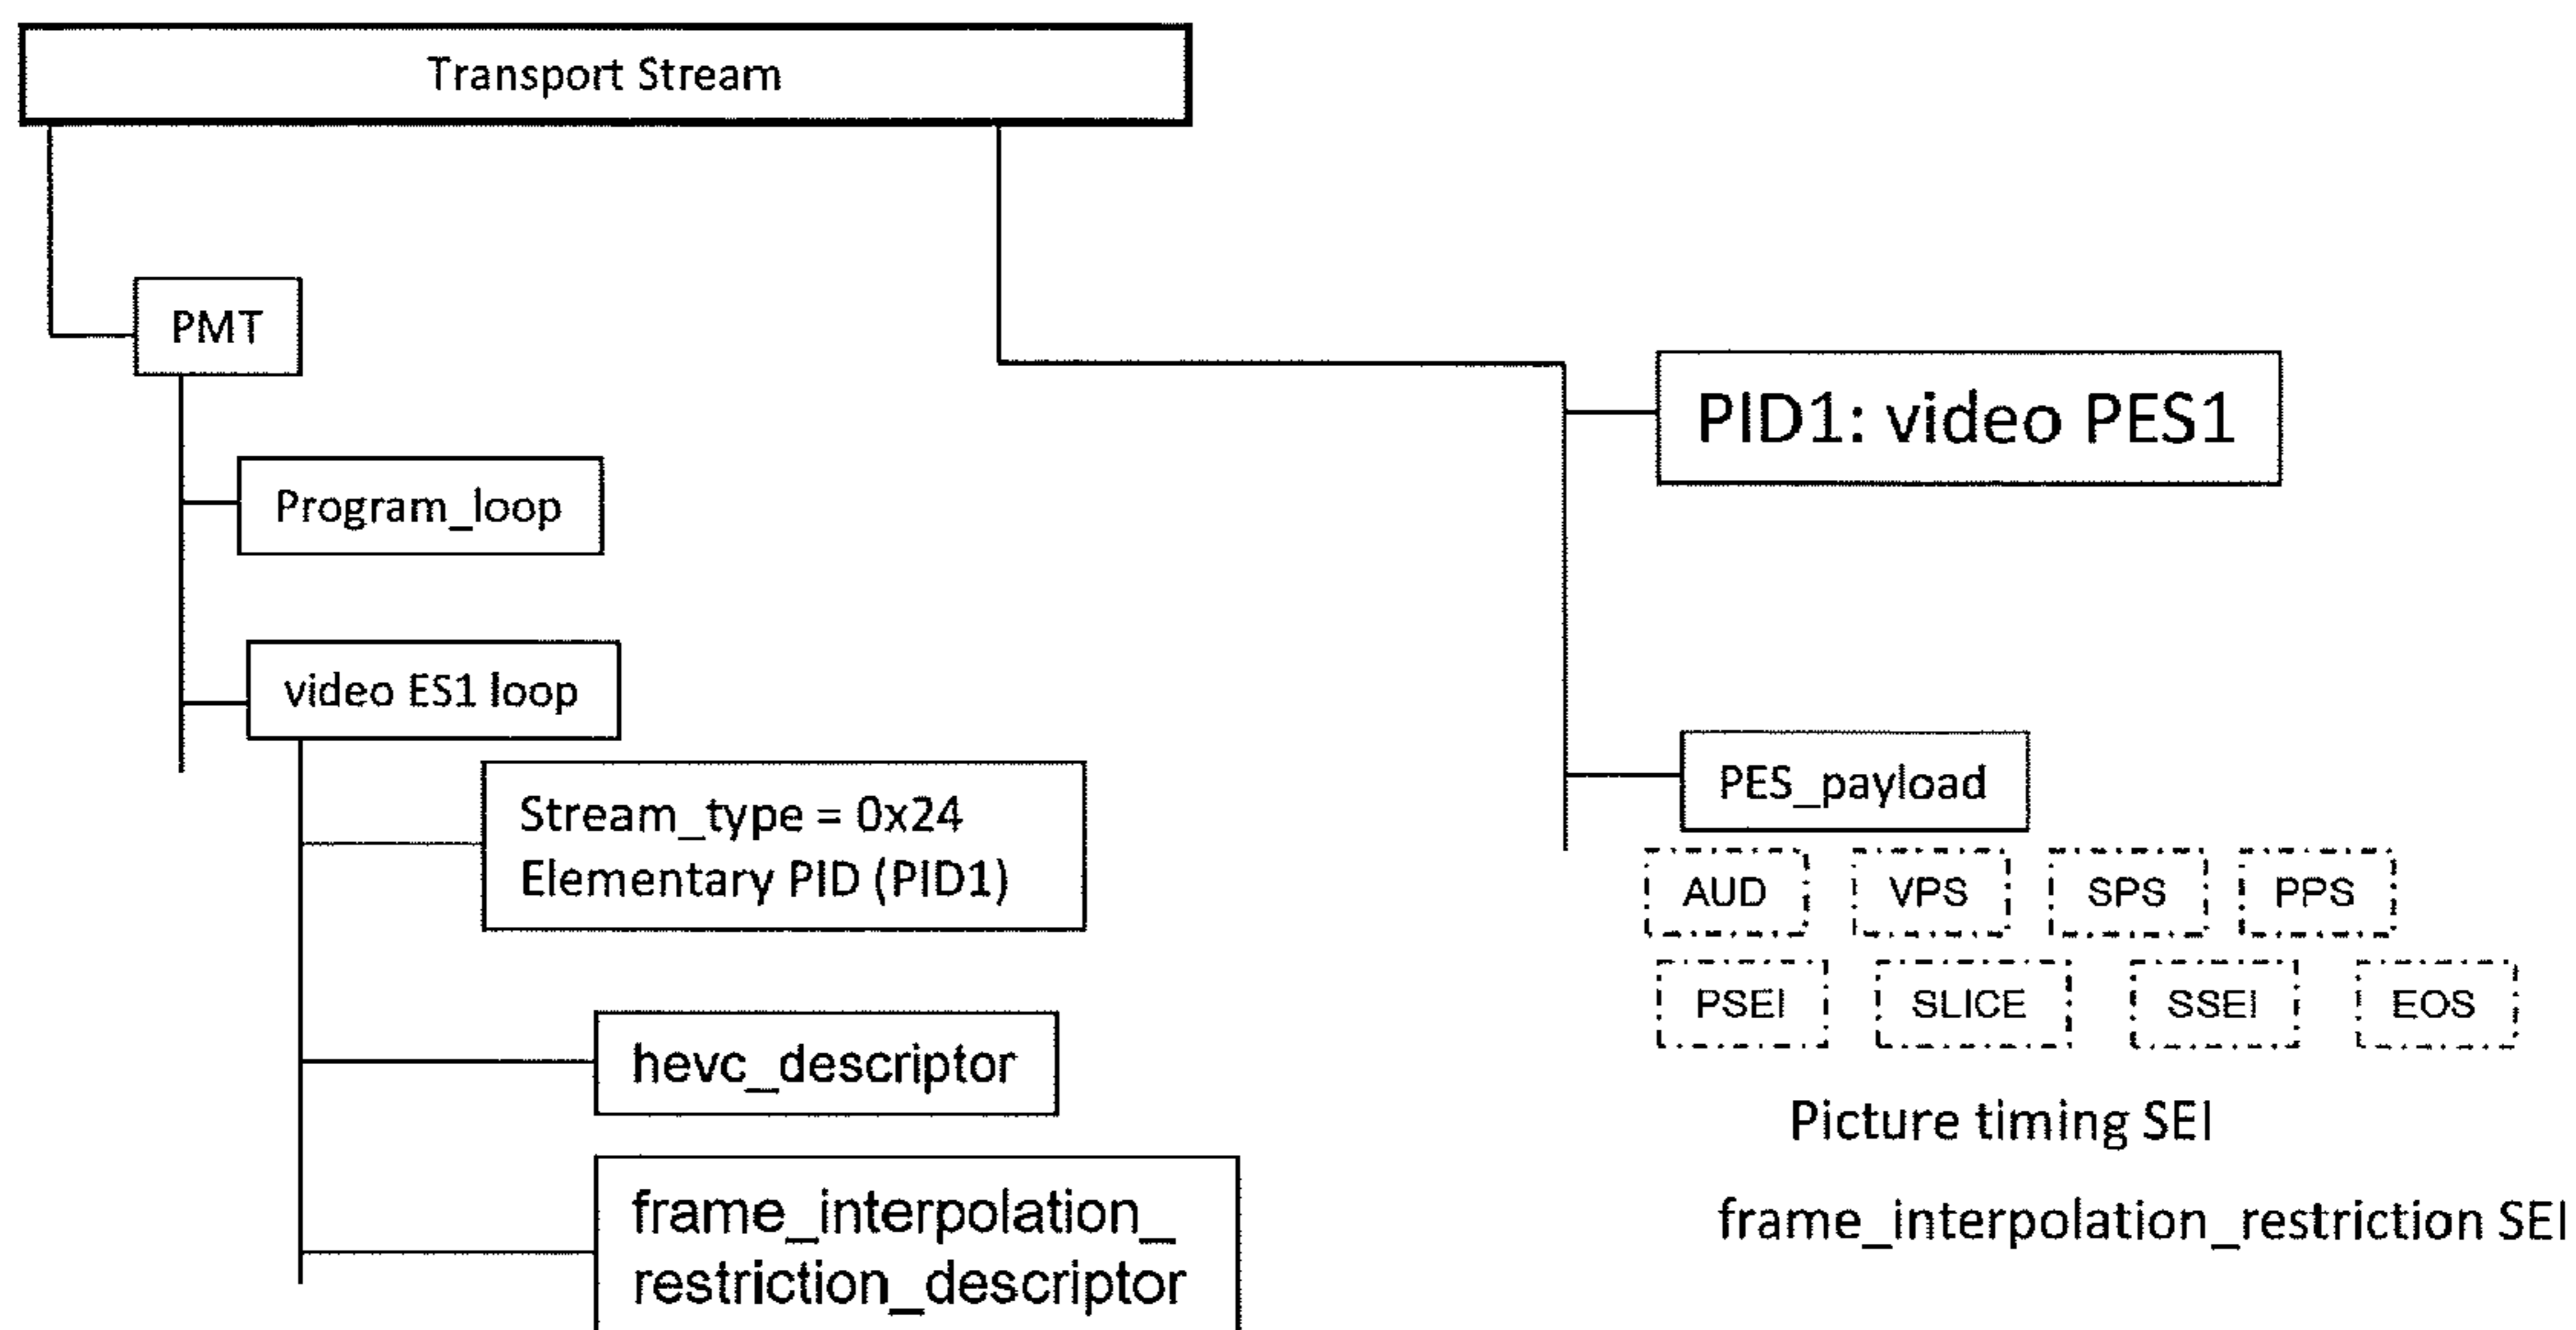 Transport Stream
PMT
Program_loop
video ES1 loop
Stream_type = 0x24
Elementary PID (PID1)
hevc_descriptor
frame_interpolation_
restriction_descriptor
PID1: video PES1
PES_payload
AUD VPS SPS PPS
PSEI SLICE SSEI EOS
Picture timing SEI
frame_interpolation_restriction SEI